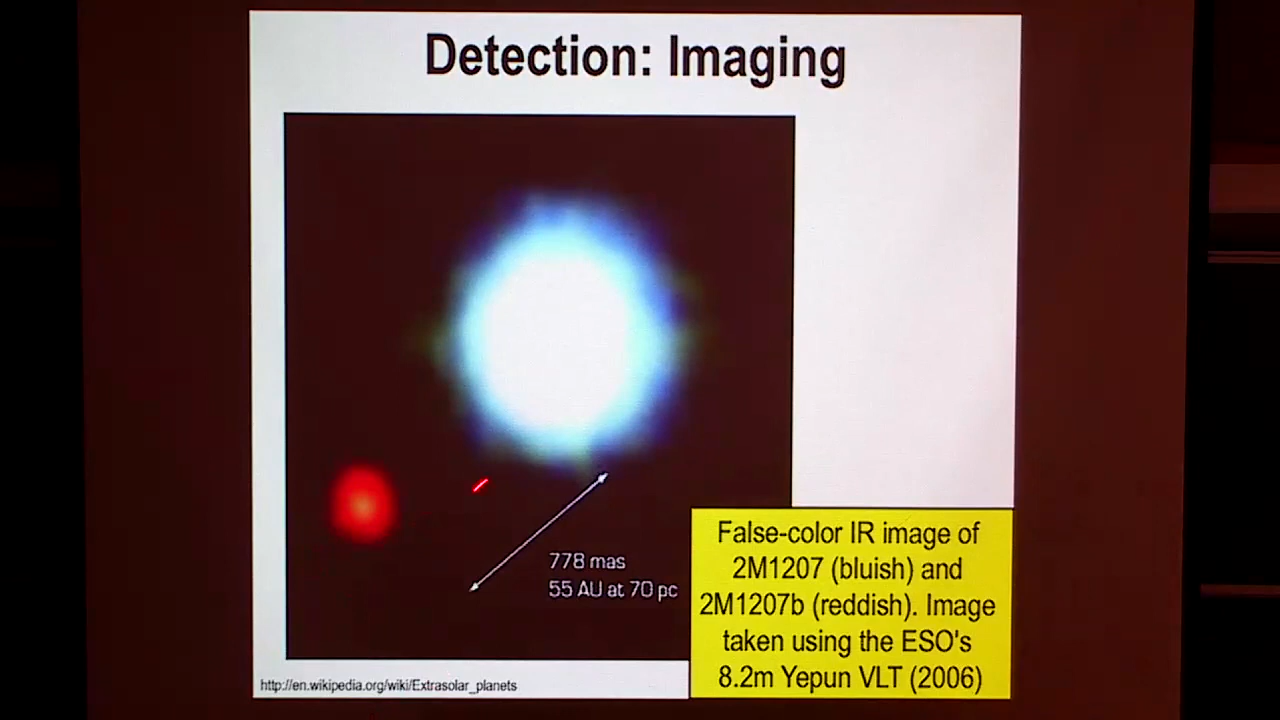 Detection: Imaging
778 mas
55 AU at 70 pc
False-color IR image of
2M1207 (bluish) and
2M1207b (reddish). Image
taken using the ESO's
8.2m Yepun VLT (2006)
http://en.wikipedia.org/wiki/Extrasolar_planets